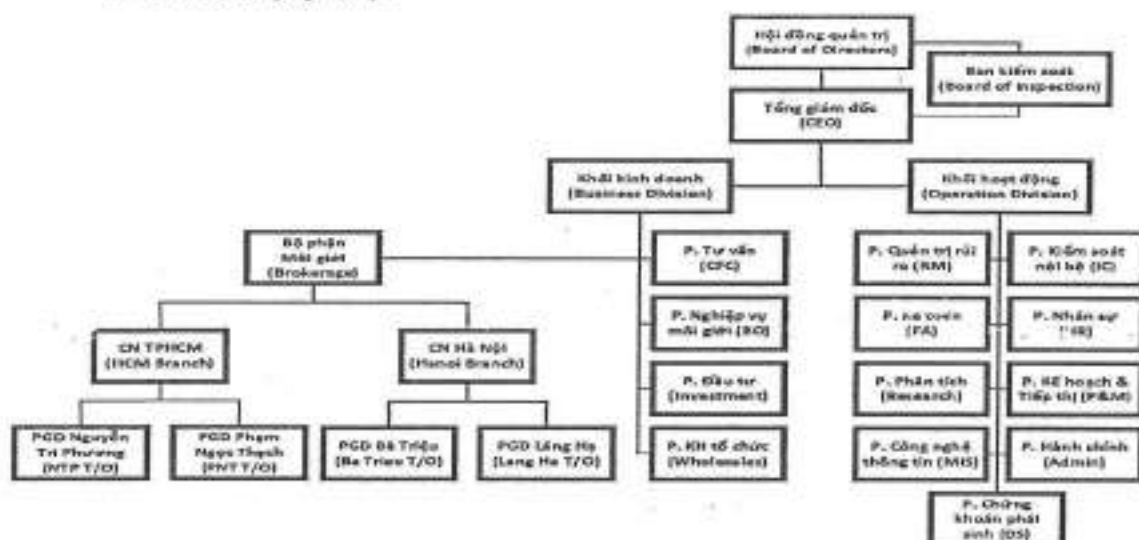 Hội đồng quản trị
(Board of Directors)
Ban kiểm soát
(Board of Inspection)
Tổng giám đốc
(CEO)
Khối kinh doanh
(Business Division)
Khối hoạt động
(Operation Division)
Bộ phận
Môi giới
(Brokerage)
P. Tư vấn
(CFC)
P. Quản trị rủi
ro (RM)
P. Kiểm soát
nội bộ (IC)
P. Nghiệp vụ
môi giới (BO)
P.
(FA)
P. Nhân sự
CN TPHCM
(HCM Branch)
CN Hà Nội
(Hanoi Branch)
P. Đầu tư
(Investment)
P. Phân tích
(Research)
P. Kế hoạch &
Tiếp thị (P&M)
PGD Nguyễn
Tri Phương
(NTP T/O)
PGD Phạm
Ngọc Thạch
(PNT T/O)
PGD Bà Triệu
(Ba Trieu T/O)
PGD Láng Hạ
(Lang Ha T/O)
P. KH tổ chức
(Wholesales)
P. Công nghệ
thông tin (MIS)
P. Hành chính
(Admin)
P. Chứng
khoán phái
sinh (DS)